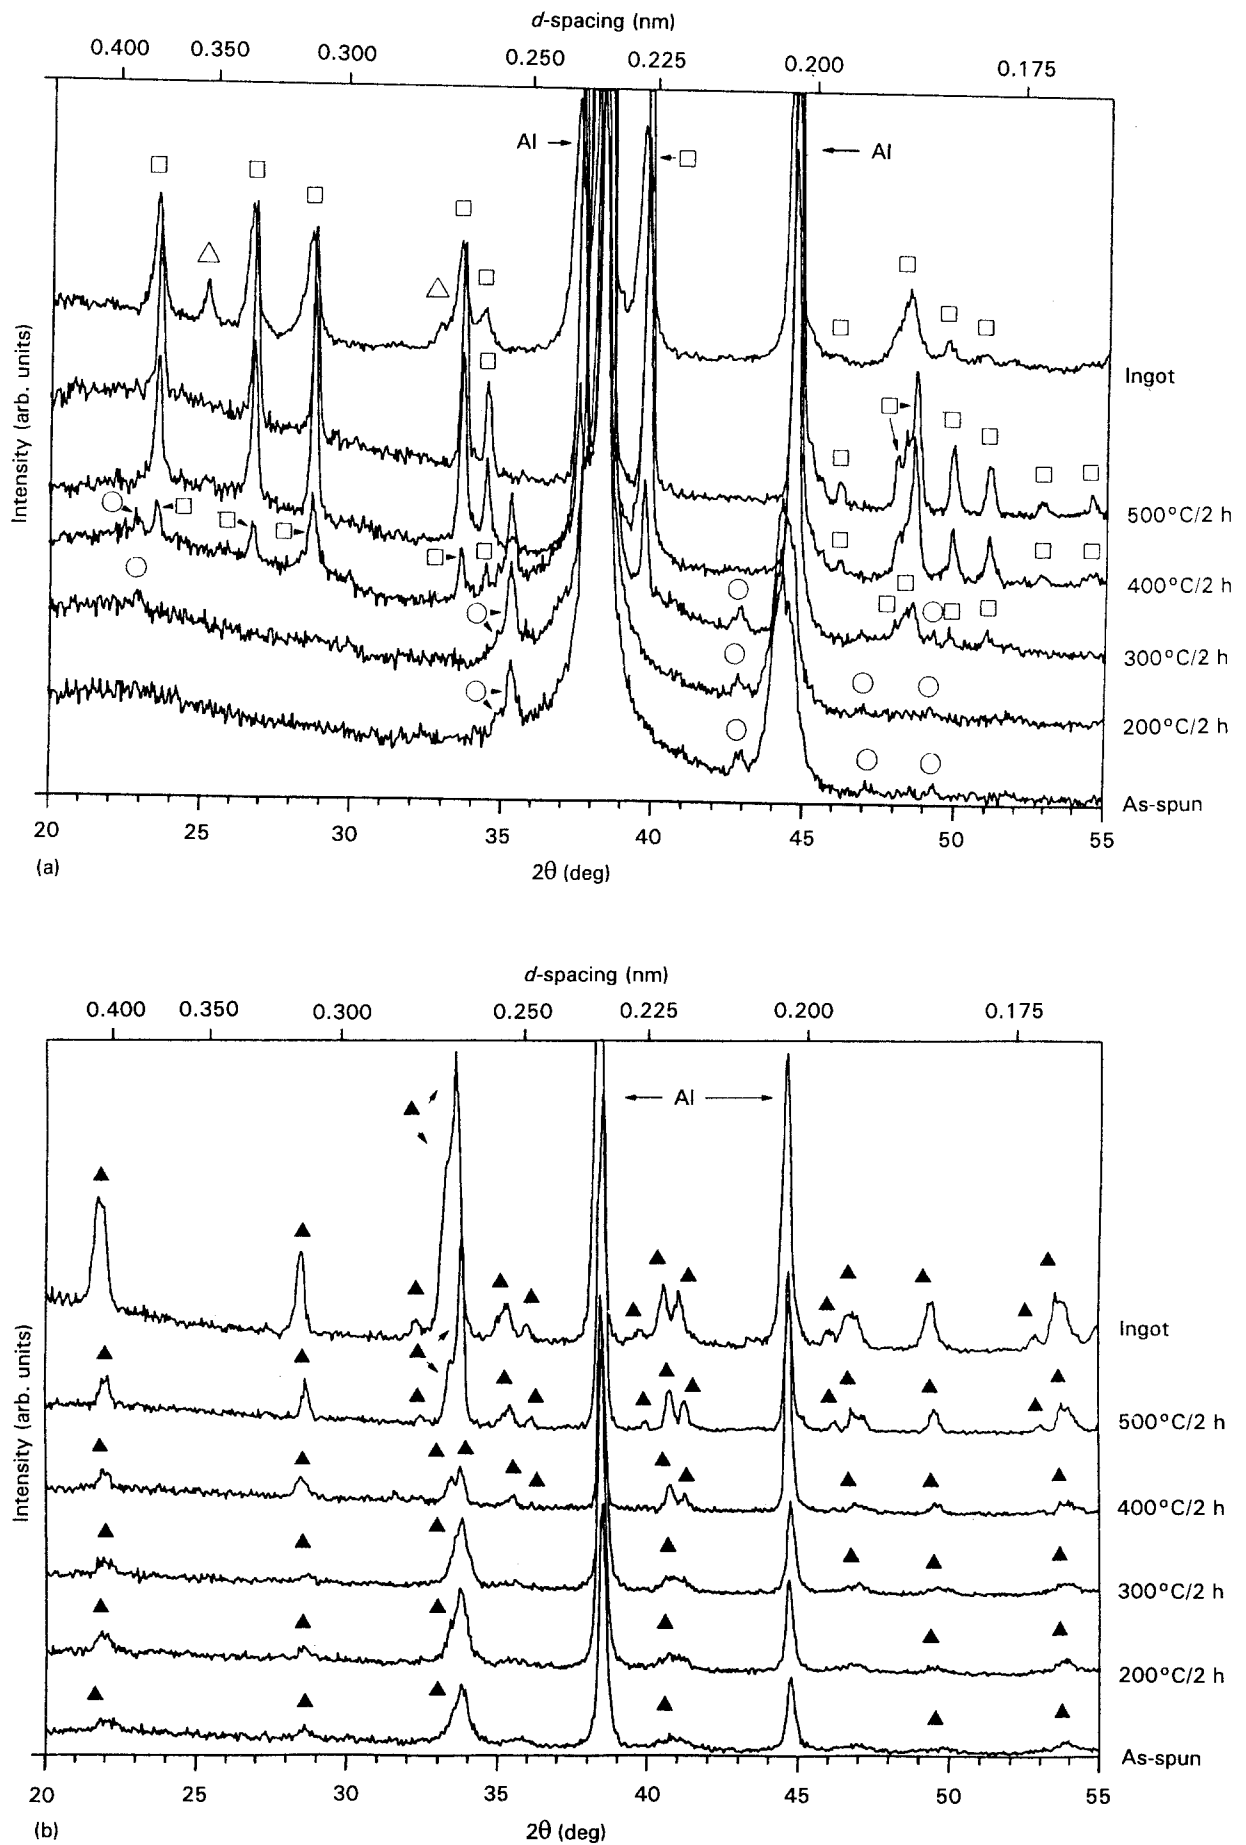 d-spacing (nm)
0.400 0.350 0.300 0.250 0.225 0.200 0.175
Al
Al
Intensity (arb. units)
Ingot
500°C/2 h
400°C/2 h
300°C/2 h
200°C/2 h
As-spun
20 25 30 35 40 45 50 55
(a)
2θ (deg)
d-spacing (nm)
0.400 0.350 0.300 0.250 0.225 0.200 0.175
Al
Intensity (arb. units)
Ingot
500°C/2 h
400°C/2 h
300°C/2 h
200°C/2 h
As-spun
20 25 30 35 40 45 50 55
(b)
2θ (deg)